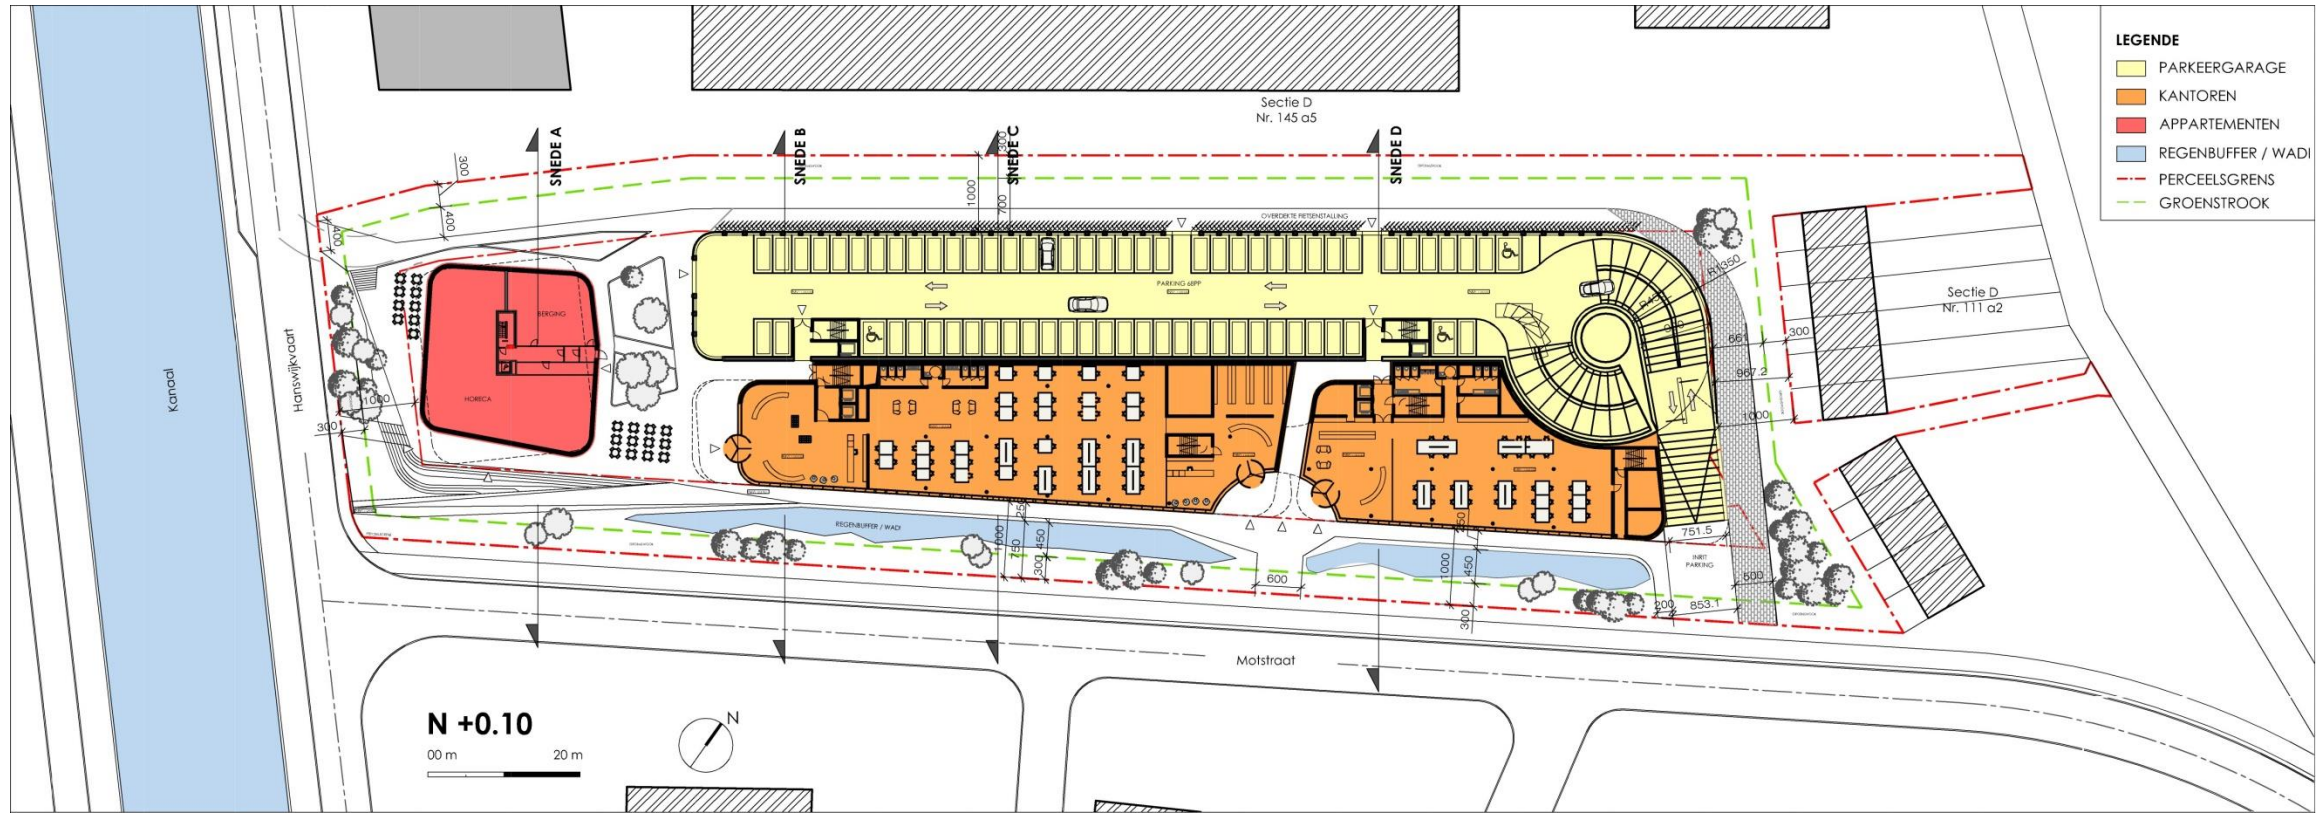 LEGENDE
PARKEERGARAGE
KANTOREN
APPARTEMENTEN
REGENBUFFER / WADI
PERCEELSGRENS
GROENSTROOK
Sectie D
Nr. 145 a5
SNEDE A
SNEDE B
SNEDE C
SNEDE D
300
300
400
400
1000
700
OVERDEKTE FIETSENSTALLING
PARKING 68PP
R1350
Sectie D
Nr. 111 a2
BERGING
HORECA
Kanaal
Hanswijkvaart
1000
300
661
300
967.2
1000
REGENBUFFER / WADI
1000
750
450
300
600
1000
450
300
751.5
INRIT
PARKING
500
200
853.1
Motstraat
N +0.10
00 m
20 m
N